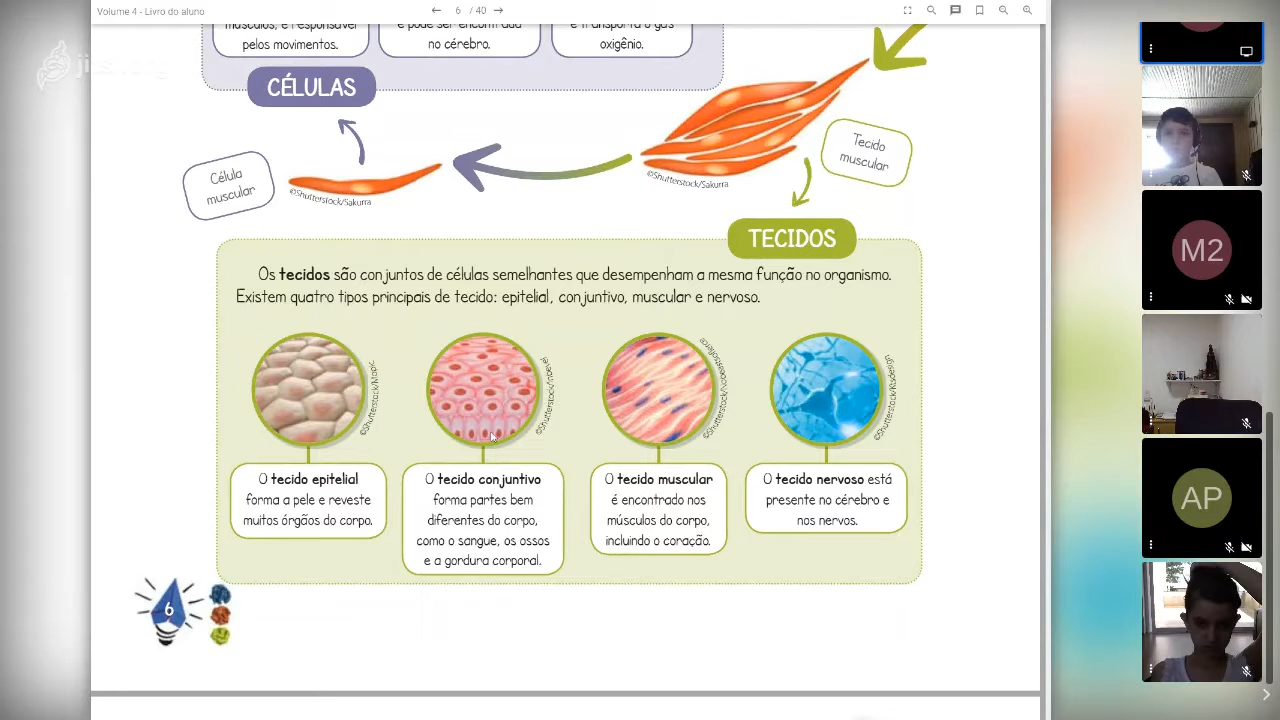 Volume 4 - Livro do aluno
6 / 40
pelos movimentos.
e pode ser encontrada
no cérebro.
e transporta o gás
oxigênio.
CÉLULAS
Tecido
muscular
Célula
muscular
©Shutterstock/Sakurra
©Shutterstock/Sakurra
TECIDOS
Os tecidos são conjuntos de células semelhantes que desempenham a mesma função no organismo.
Existem quatro tipos principais de tecido: epitelial, conjuntivo, muscular e nervoso.
O tecido epitelial
forma a pele e reveste
muitos órgãos do corpo.
O tecido conjuntivo
forma partes bem
diferentes do corpo,
como o sangue, os ossos
e a gordura corporal.
O tecido muscular
é encontrado nos
músculos do corpo,
incluindo o coração.
O tecido nervoso está
presente no cérebro e
nos nervos.
6
M2
AP